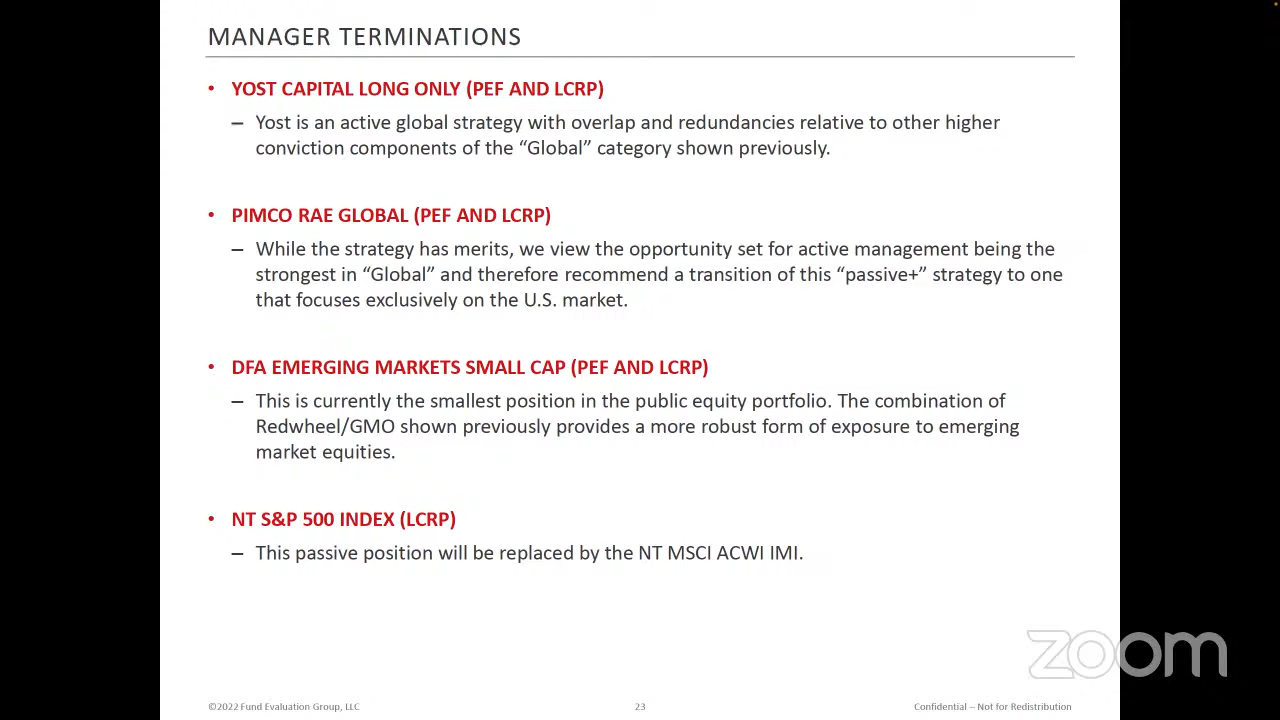 MANAGER TERMINATIONS
• YOST CAPITAL LONG ONLY (PEF AND LCRP)
– Yost is an active global strategy with overlap and redundancies relative to other higher
conviction components of the “Global” category shown previously.
• PIMCO RAE GLOBAL (PEF AND LCRP)
– While the strategy has merits, we view the opportunity set for active management being the
strongest in “Global” and therefore recommend a transition of this “passive+” strategy to one
that focuses exclusively on the U.S. market.
• DFA EMERGING MARKETS SMALL CAP (PEF AND LCRP)
– This is currently the smallest position in the public equity portfolio. The combination of
Redwheel/GMO shown previously provides a more robust form of exposure to emerging
market equities.
• NT S&P 500 INDEX (LCRP)
– This passive position will be replaced by the NT MSCI ACWI IMI.
zoom
©2022 Fund Evaluation Group, LLC
23
Confidential – Not for Redistribution